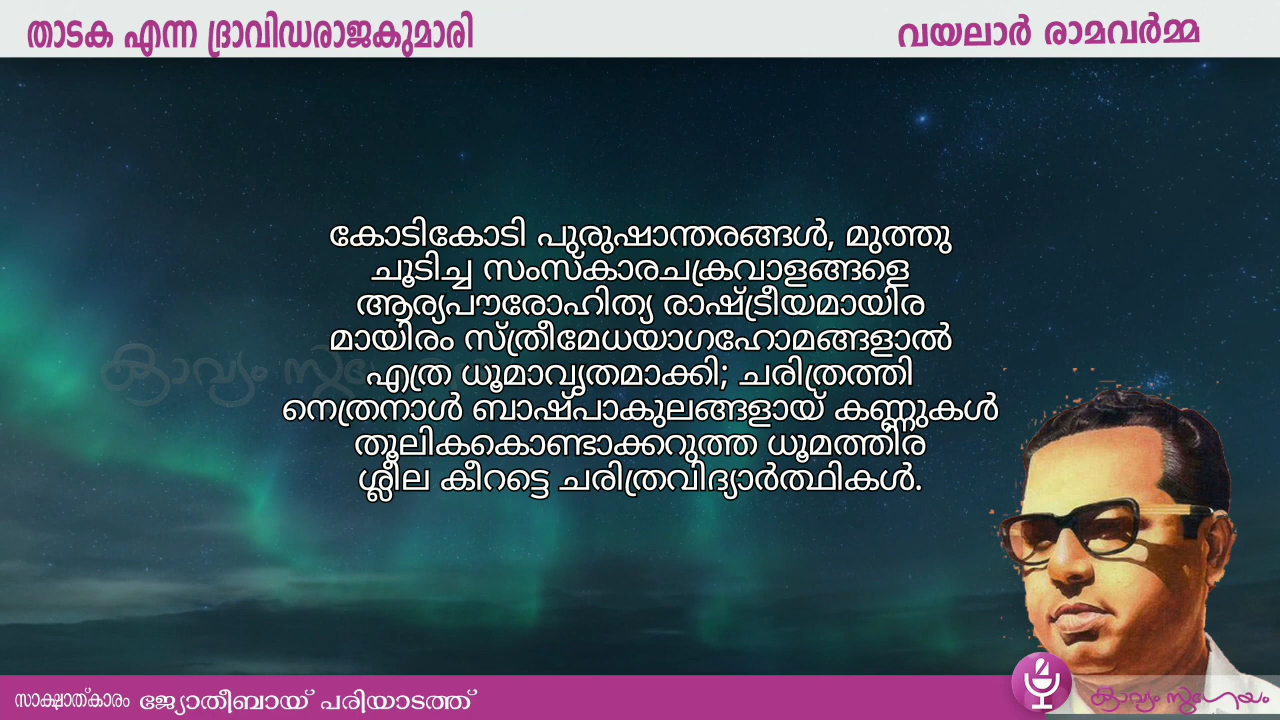 താടക എന്ന ദ്രാവിഡരാജകുമാരി
വയലാർ രാമവർമ്മ
കോടികോടി പുരുഷാന്തരങ്ങൾ, മുത്തു
ചൂടിച്ച സംസ്കാരചക്രവാളങ്ങളെ
ആര്യപൗരോഹിത്യ രാഷ്ട്രീയമായിര
മായിരം സ്ത്രീമേധയാഗഹോമങ്ങളാൽ
എത്ര ധൂമാവൃതമാക്കി; ചരിത്രത്തി
നെത്രനാൾ ബാഷ്പാകുലങ്ങളായ് കണ്ണുകൾ
തൂലികകൊണ്ടാക്കറുത്ത ധൂമത്തിര
ശ്ശീല കീറട്ടെ ചരിത്രവിദ്യാർത്ഥികൾ.
സാക്ഷാത്കാരം ജ്യോതീബായ് പരിയാടത്ത്
കാവ്യം സുഗേയം